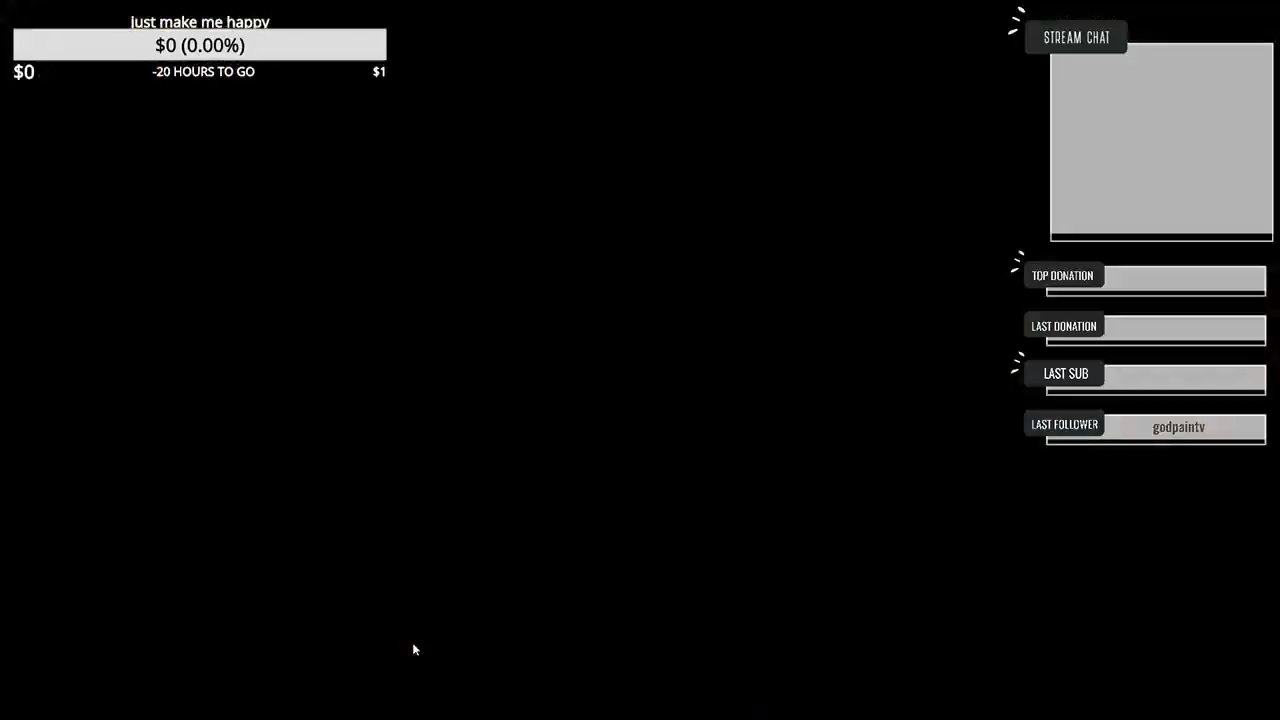 just make me happy
$0 (0.00%)
$0 -20 HOURS TO GO $1
STREAM CHAT
TOP DONATION
LAST DONATION
LAST SUB
LAST FOLLOWER godpaintv